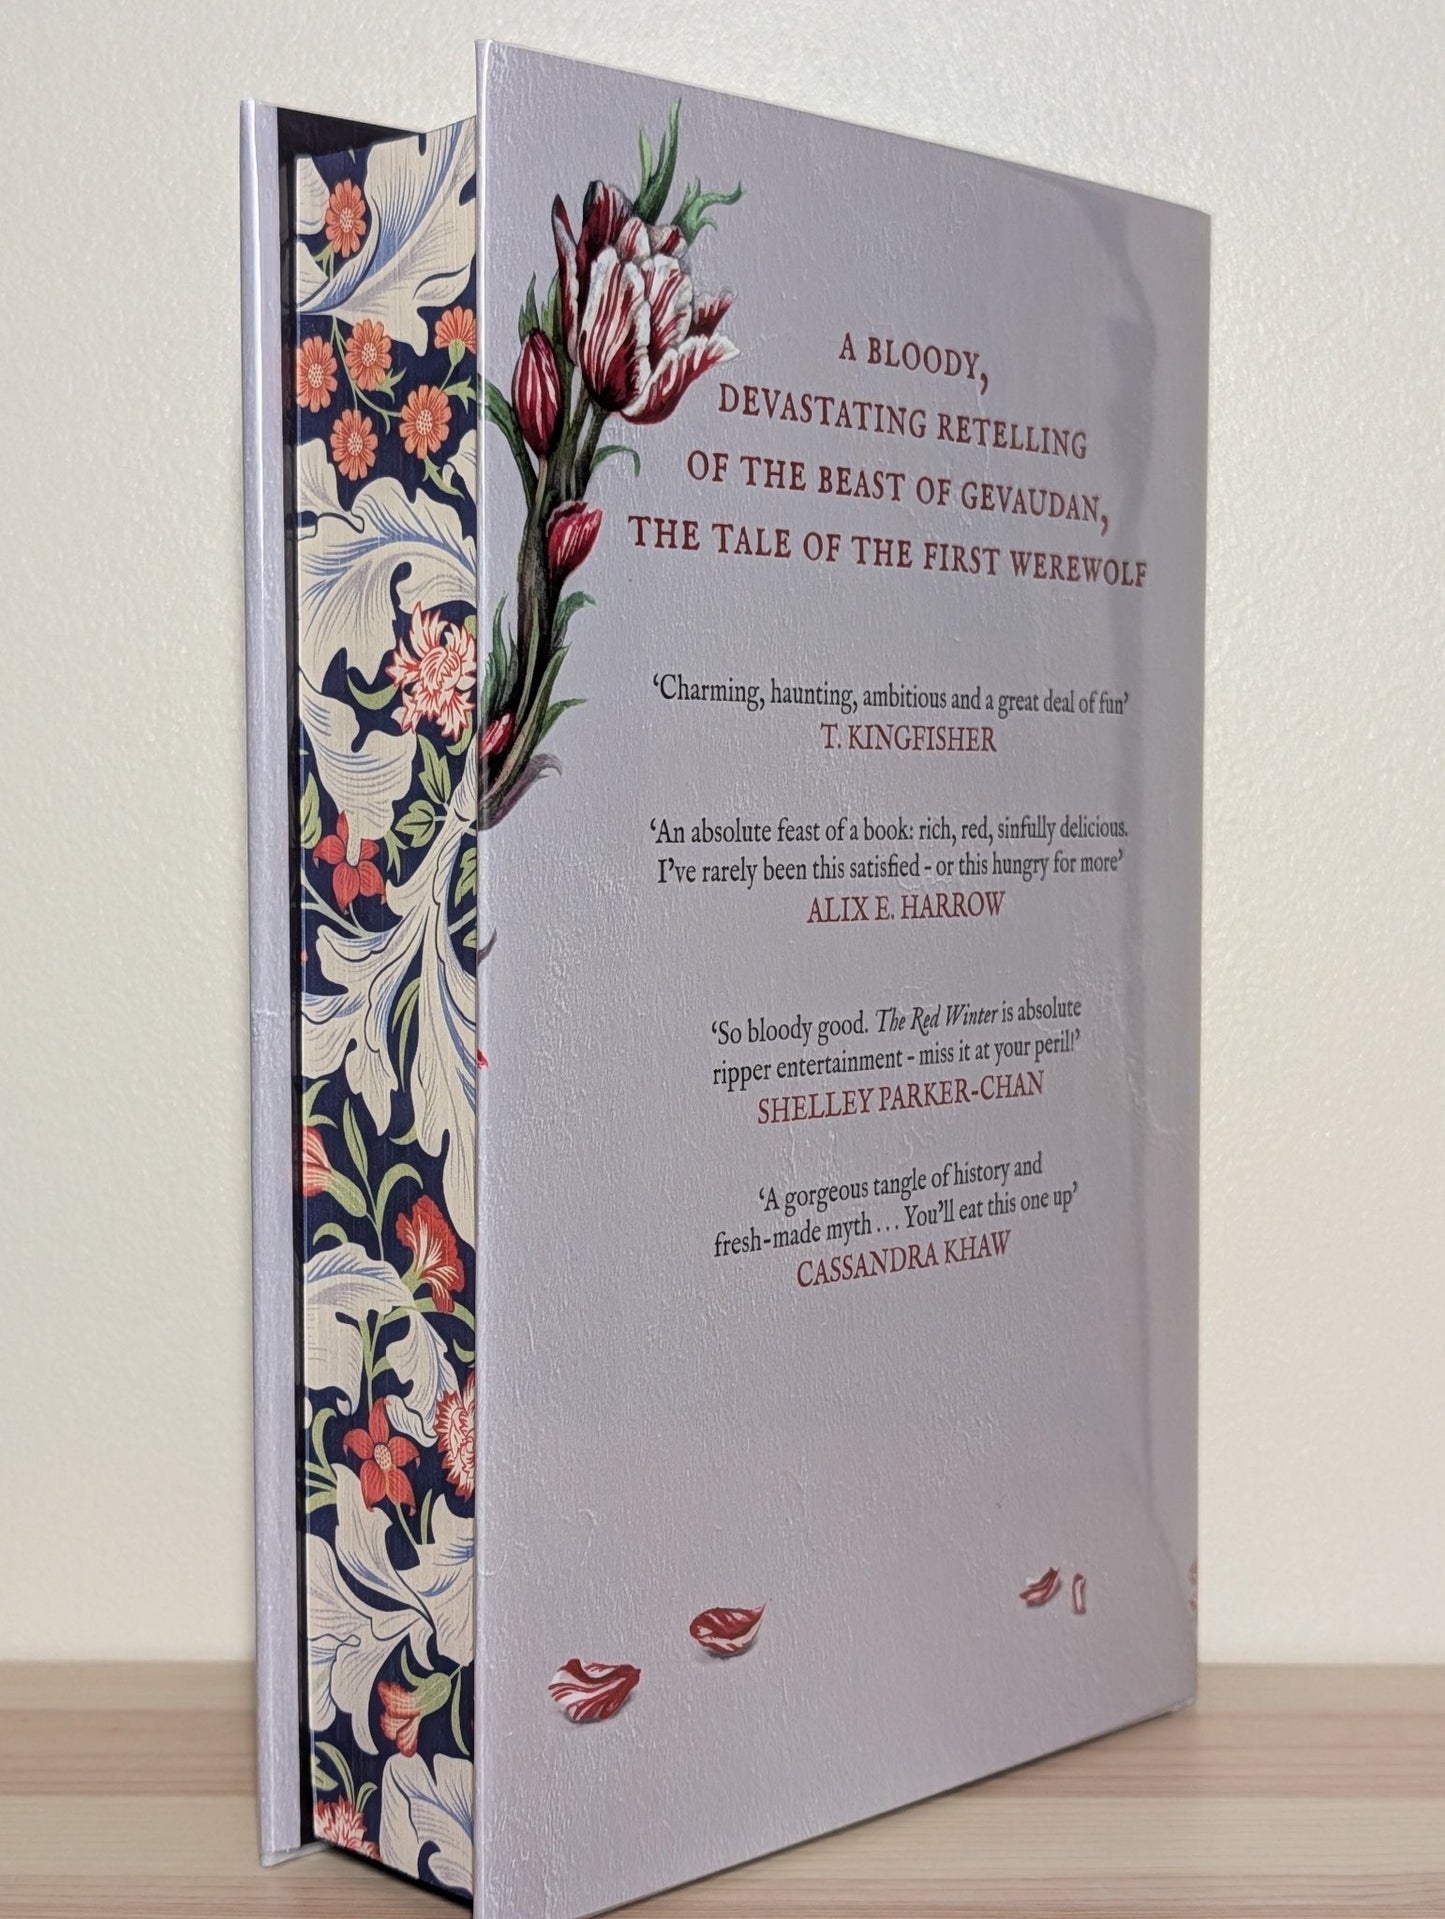 A BLOODY,
DEVASTATING RETELLING
OF THE BEAST OF GEVAUDAN,
THE TALE OF THE FIRST WEREWOLF
‘Charming, haunting, ambitious and a great deal of fun’
T. KINGFISHER
‘An absolute feast of a book: rich, red, sinfully delicious.
I’ve rarely been this satisfied - or this hungry for more’
ALIX E. HARROW
‘So bloody good. The Red Winter is absolute
ripper entertainment - miss it at your peril!’
SHELLEY PARKER-CHAN
‘A gorgeous tangle of history and
fresh-made myth ... You’ll eat this one up’
CASSANDRA KHAW